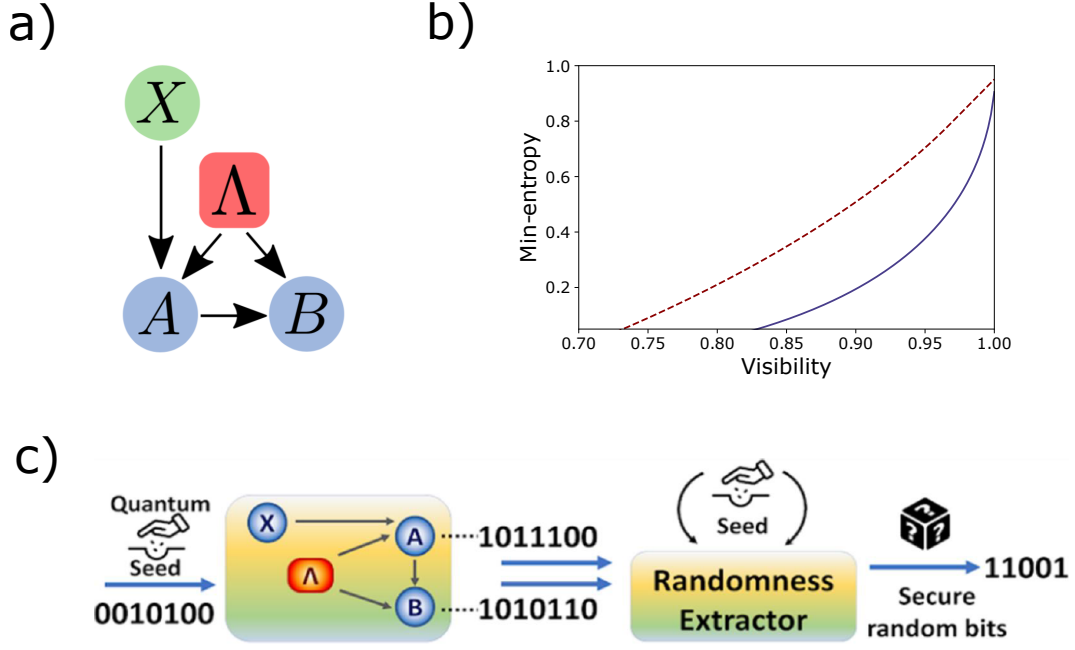 a)
X
Λ
A
B
b)
1.0
0.8
0.6
0.4
0.2
Min-entropy
0.70
0.75
0.80
0.85
0.90
0.95
1.00
Visibility
c)
Quantum
Seed
0010100
X
Λ
A
B
1011100
1010110
Seed
Randomness
Extractor
? ? ?
Secure
random bits
11001